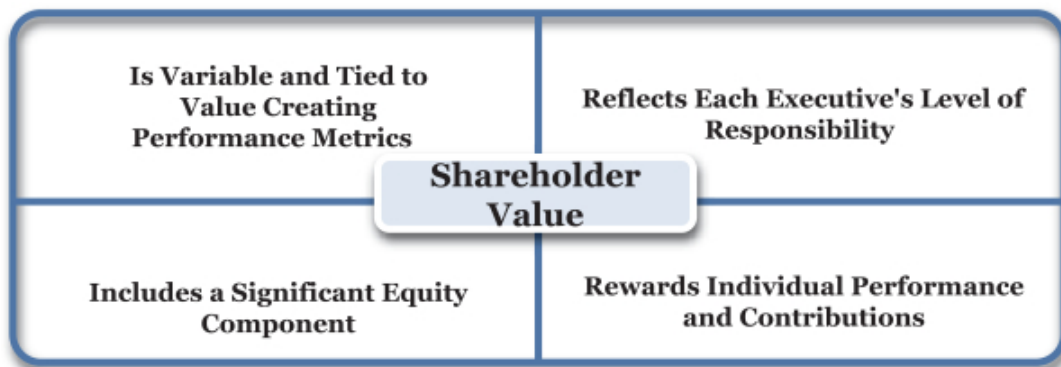 Is Variable and Tied to
Value Creating
Performance Metrics
Reflects Each Executive's Level of
Responsibility
Shareholder
Value
Includes a Significant Equity
Component
Rewards Individual Performance
and Contributions